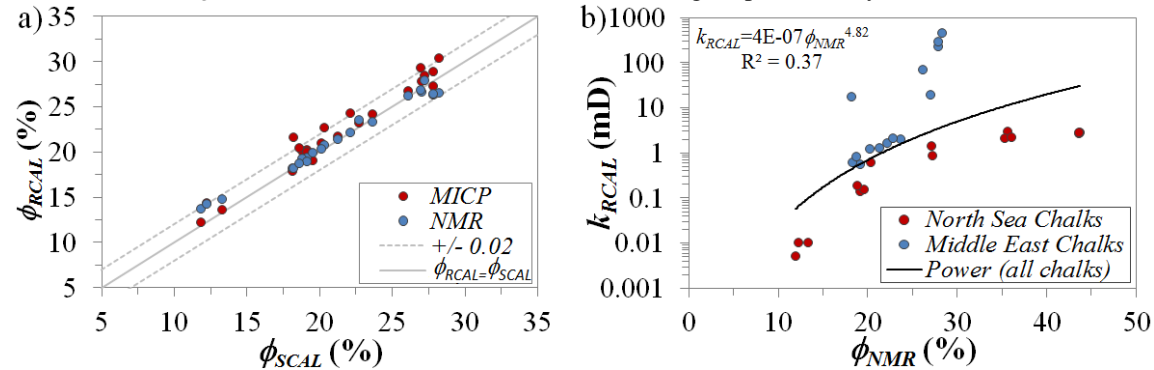 a)
ϕRCAL (%)
35
30
25
20
15
10
5
5
10
15
20
25
30
35
ϕSCAL (%)
MICP
NMR
+/- 0.02
ϕRCAL=ϕSCAL
b)
kRCAL (mD)
1000
100
10
1
0.1
0.01
0.001
kRCAL=4E-07ϕNMR4.82
R² = 0.37
North Sea Chalks
Middle East Chalks
Power (all chalks)
0
10
20
30
40
50
ϕNMR (%)